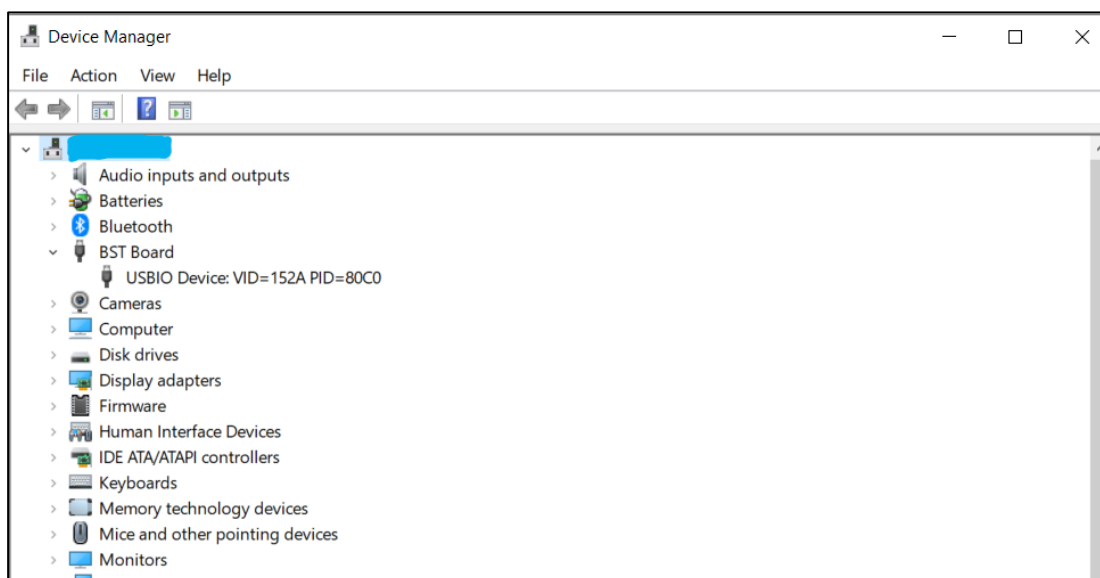 Device Manager
File Action View Help
Audio inputs and outputs
Batteries
Bluetooth
BST Board
USBIO Device: VID=152A PID=80C0
Cameras
Computer
Disk drives
Display adapters
Firmware
Human Interface Devices
IDE ATA/ATAPI controllers
Keyboards
Memory technology devices
Mice and other pointing devices
Monitors